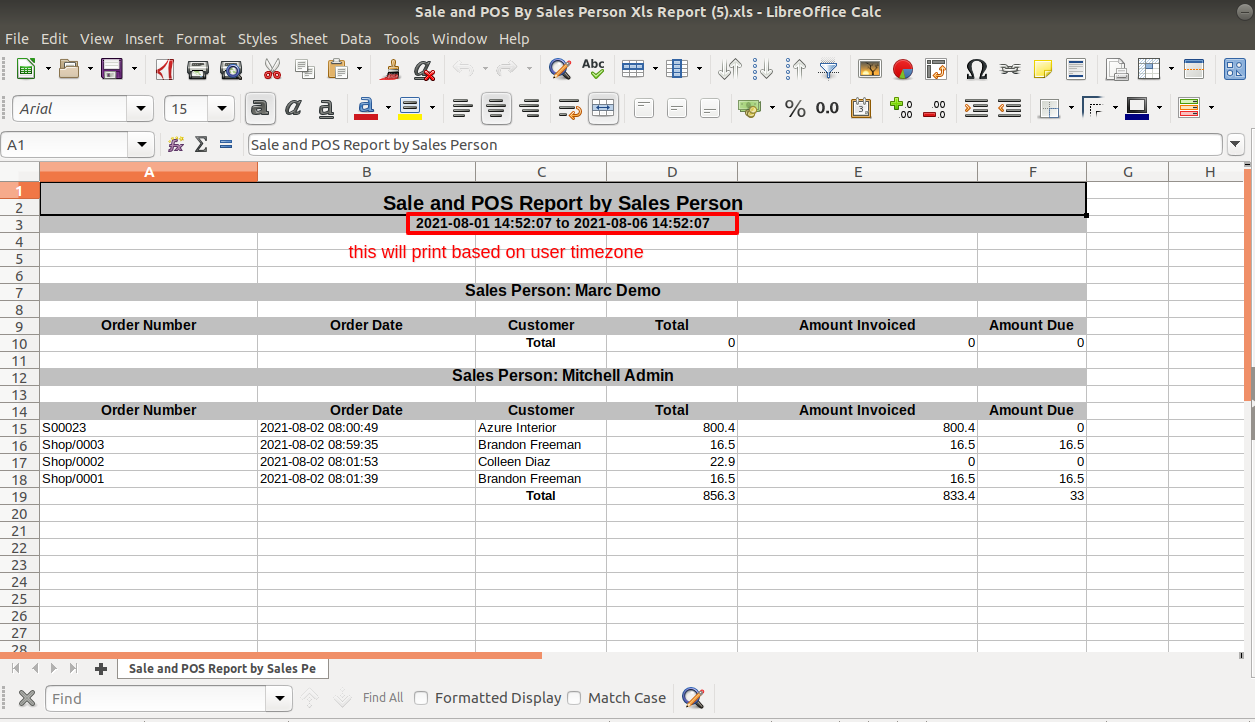 Sale and POS By Sales Person Xls Report (5).xls - LibreOffice Calc
File Edit View Insert Format Styles Sheet Data Tools Window Help
Abc
Arial 15 a a a a % 0.0
A1 fx Σ = Sale and POS Report by Sales Person
A B C D E F G H
1
2 Sale and POS Report by Sales Person
3 2021-08-01 14:52:07 to 2021-08-06 14:52:07
4
5 this will print based on user timezone
6
7 Sales Person: Marc Demo
8
9 Order Number Order Date Customer Total Amount Invoiced Amount Due
10 Total 0 0 0
11
12 Sales Person: Mitchell Admin
13
14 Order Number Order Date Customer Total Amount Invoiced Amount Due
15 S00023 2021-08-02 08:00:49 Azure Interior 800.4 800.4 0
16 Shop/0003 2021-08-02 08:59:35 Brandon Freeman 16.5 16.5 16.5
17 Shop/0002 2021-08-02 08:01:53 Colleen Diaz 22.9 0 0
18 Shop/0001 2021-08-02 08:01:39 Brandon Freeman 16.5 16.5 16.5
19 Total 856.3 833.4 33
20
21
22
23
24
25
26
27
28
Sale and POS Report by Sales Pe
Find Find All Formatted Display Match Case